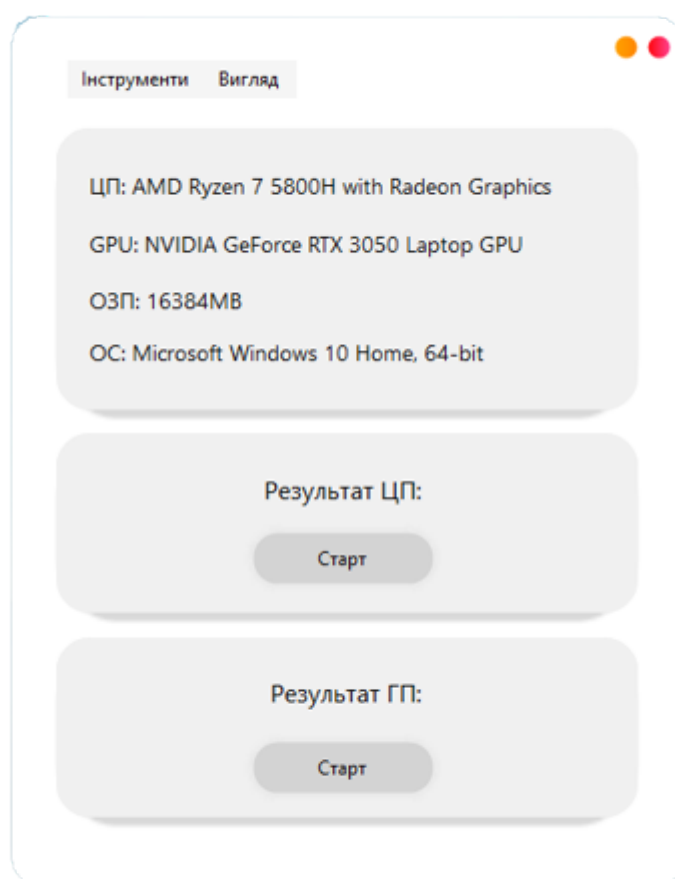 Інструменти Вигляд
ЦП: AMD Ryzen 7 5800H with Radeon Graphics
GPU: NVIDIA GeForce RTX 3050 Laptop GPU
ОЗП: 16384MB
ОС: Microsoft Windows 10 Home, 64-bit
Результат ЦП:
Старт
Результат ГП:
Старт